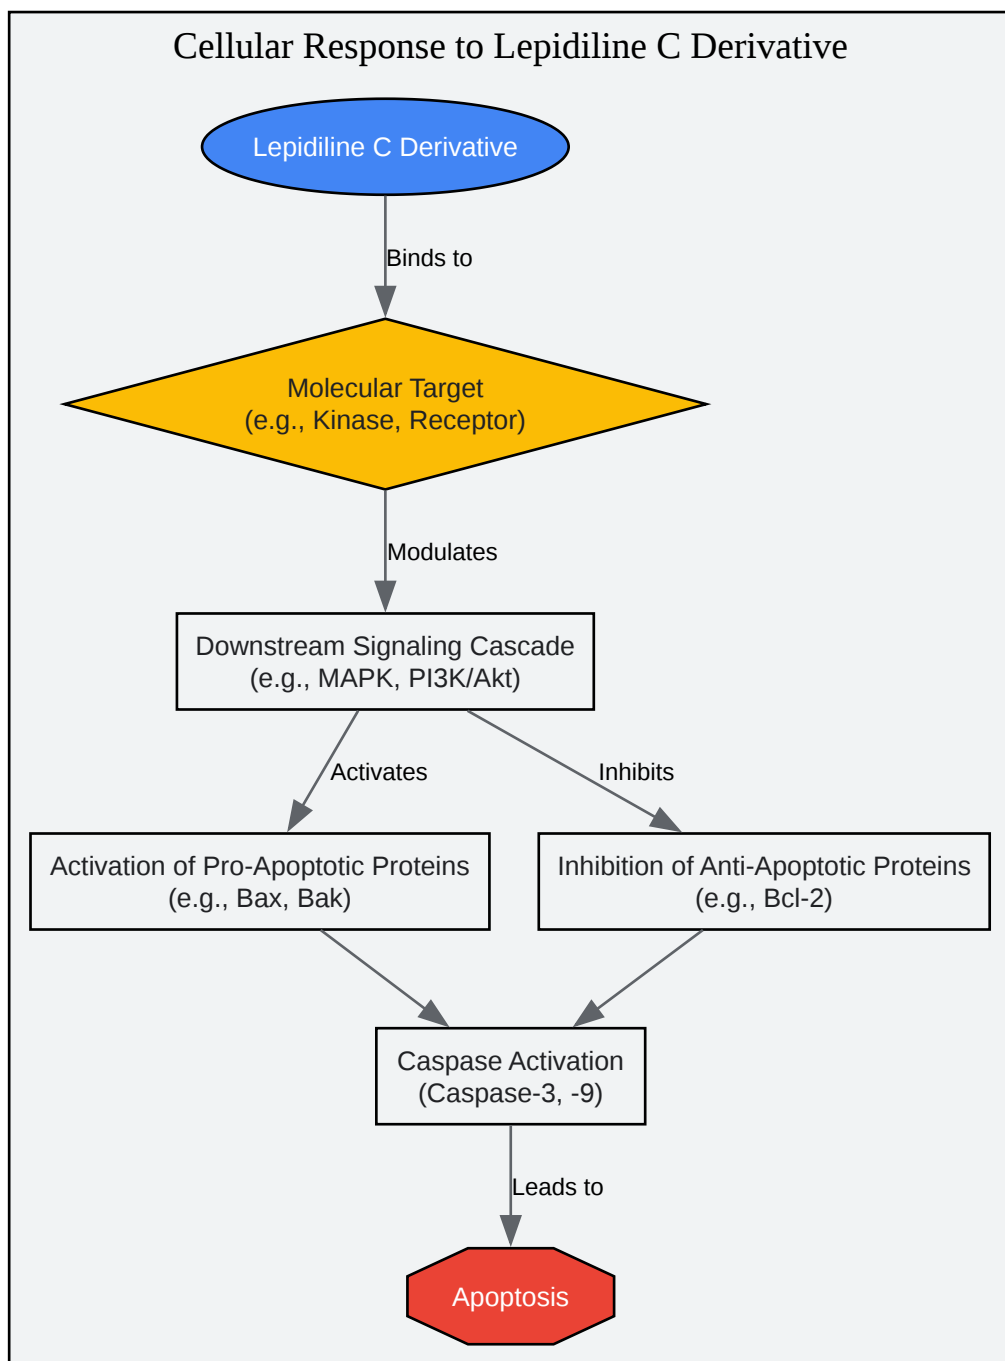 Cellular Response to Lepidiline C Derivative
Lepidiline C Derivative
Binds to
Molecular Target
(e.g., Kinase, Receptor)
Modulates
Downstream Signaling Cascade
(e.g., MAPK, PI3K/Akt)
Activates
Inhibits
Activation of Pro-Apoptotic Proteins
(e.g., Bax, Bak)
Inhibition of Anti-Apoptotic Proteins
(e.g., Bcl-2)
Caspase Activation
(Caspase-3, -9)
Leads to
Apoptosis